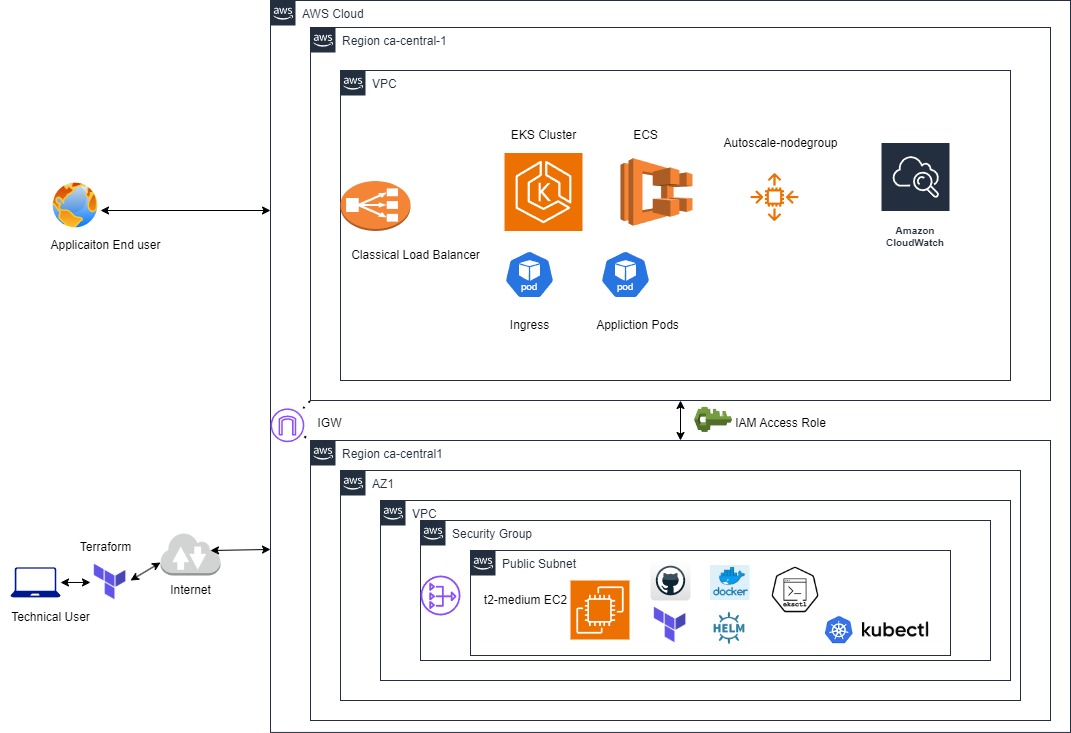 aws AWS Cloud
aws Region ca-central-1
aws VPC
EKS Cluster
ECS
Autoscale-nodegroup
K
Amazon
CloudWatch
Applicaiton End user
Classical Load Balancer
pod
pod
Ingress
Appliction Pods
IGW
IAM Access Role
aws Region ca-central1
aws AZ1
aws VPC
aws Security Group
aws Public Subnet
t2-medium EC2
docker
eksctl
HELM
kubectl
Terraform
Internet
Technical User